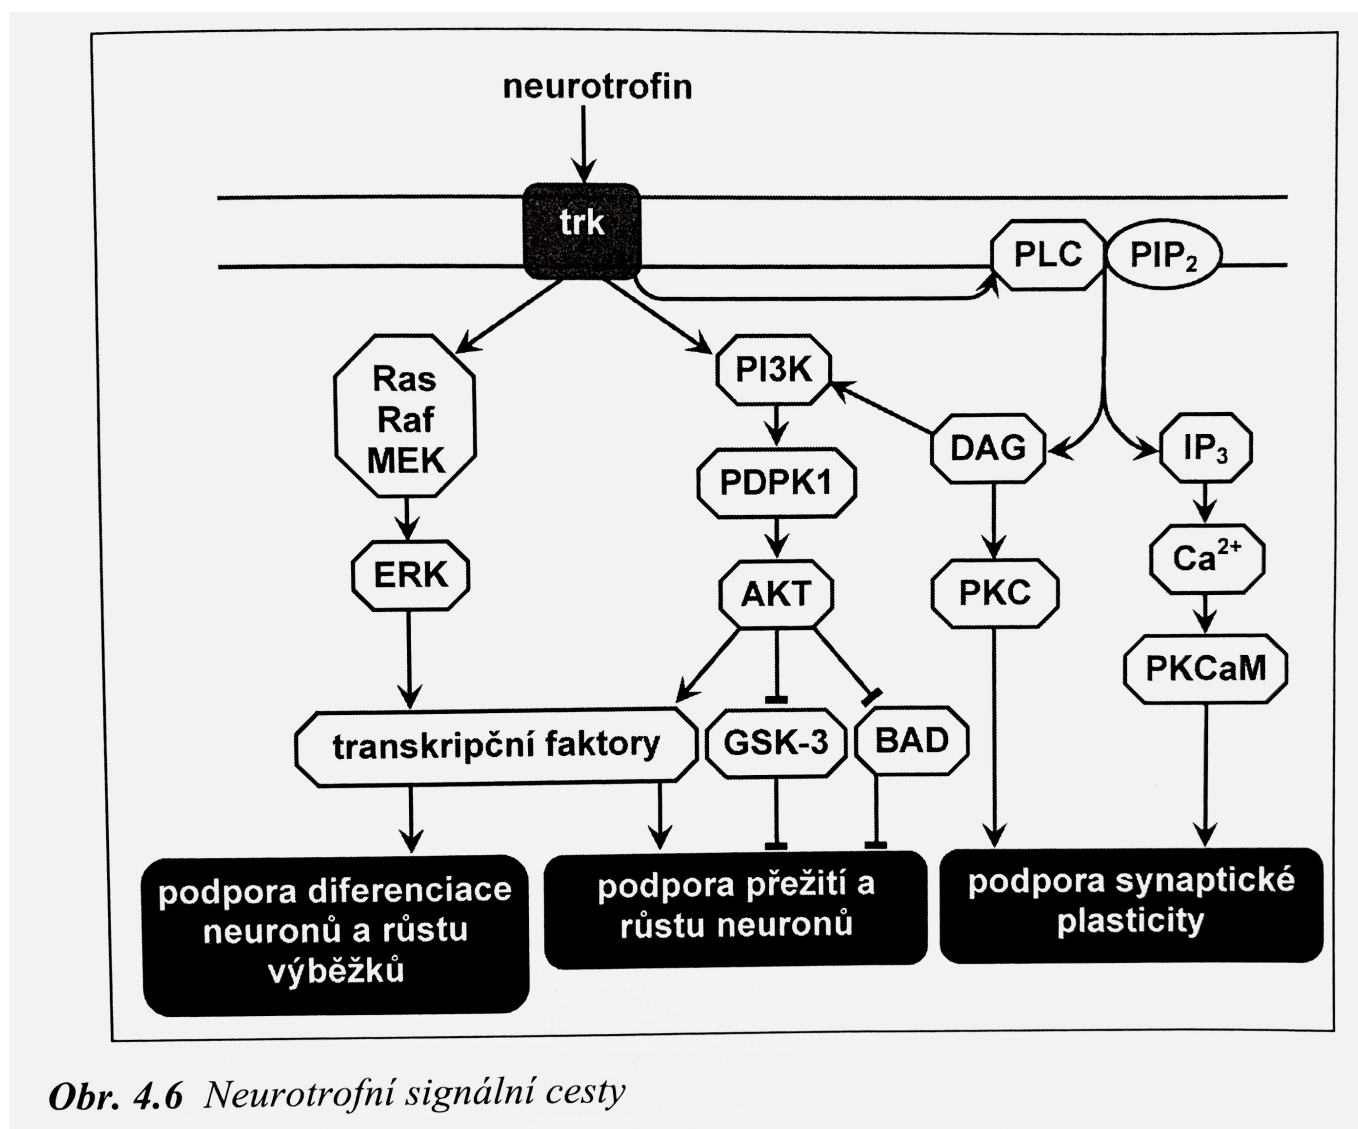 neurotrofin
trk
PLC
PIP₂
Ras
Raf
MEK
PI3K
DAG
IP₃
PDPK1
ERK
AKT
PKC
Ca²⁺
PKCaM
transkripční faktory
GSK-3
BAD
podpora diferenciace
neuronů a růstu
výběžků
podpora přežití a
růstu neuronů
podpora synaptické
plasticity
Obr. 4.6 Neurotrofní signální cesty